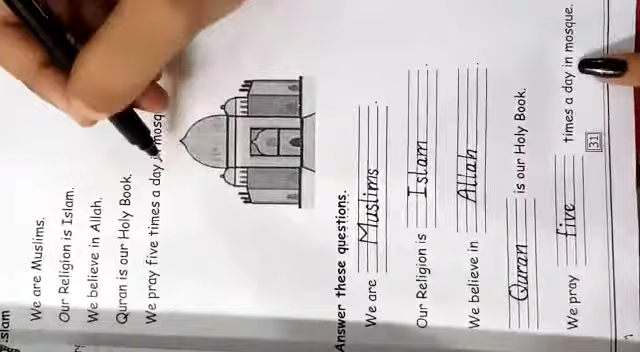 slam
We are Muslims.
Our Religion is Islam.
We believe in Allah.
Quran is our Holy Book.
We pray five times a day in mosq
Answer these questions.
We are Muslims.
Our Religion is Islam.
We believe in Allah.
Quran is our Holy Book.
We pray five times a day in mosque.
31